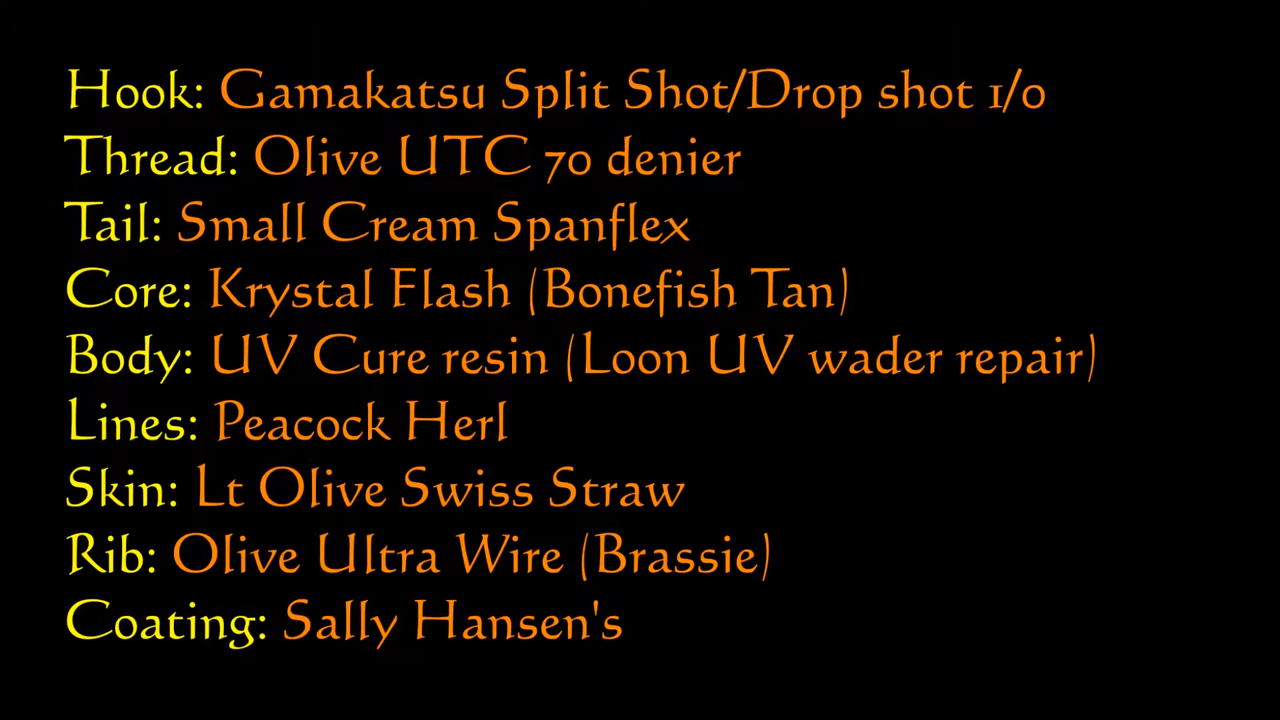 Hook: Gamakatsu Split Shot/Drop shot 1/0
Thread: Olive UTC 70 denier
Tail: Small Cream Spanflex
Core: Krystal Flash (Bonefish Tan)
Body: UV Cure resin (Loon UV wader repair)
Lines: Peacock Herl
Skin: Lt Olive Swiss Straw
Rib: Olive Ultra Wire (Brassie)
Coating: Sally Hansen's